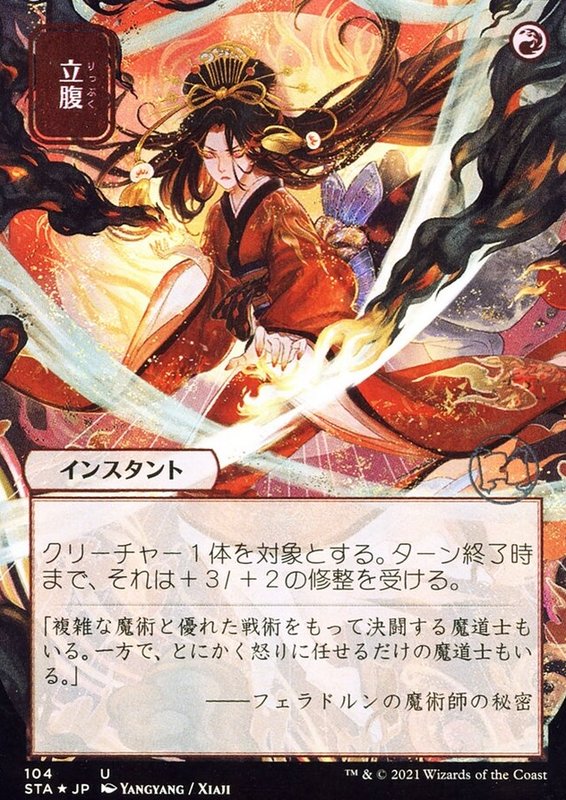 立腹
りっぷく
インスタント
クリーチャー1体を対象とする。ターン終了時
まで、それは+3/+2の修整を受ける。
「複雑な魔術と優れた戦術をもって決闘する魔道士も
いる。一方で、とにかく怒りに任せるだけの魔道士もい
る。」
──フェラドルンの魔術師の秘密
104 U
STA ★ JP YANGYANG / XIAJI
™ & © 2021 Wizards of the Coast